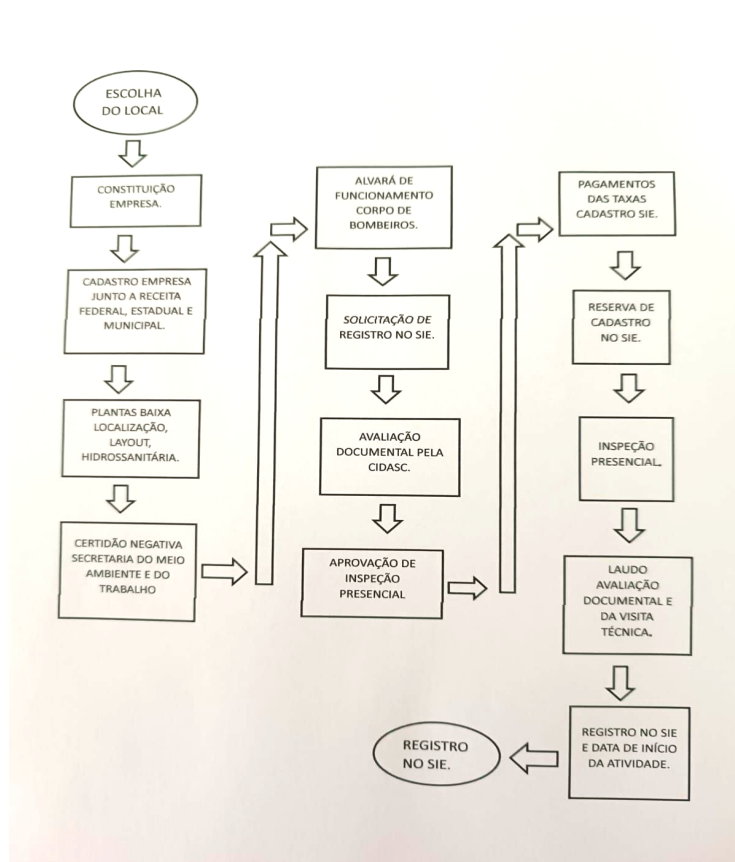 ESCOLHA
DO LOCAL
CONSTITUIÇÃO
EMPRESA.
CADASTRO EMPRESA
JUNTO A RECEITA
FEDERAL, ESTADUAL E
MUNICIPAL.
PLANTAS BAIXA
LOCALIZAÇÃO,
LAYOUT,
HIDROSSANITÁRIA.
CERTIDÃO NEGATIVA
SECRETARIA DO MEIO
AMBIENTE E DO
TRABALHO
ALVARÁ DE
FUNCIONAMENTO
CORPO DE
BOMBEIROS.
SOLICITAÇÃO DE
REGISTRO NO SIE.
AVALIAÇÃO
DOCUMENTAL PELA
CIDASC.
APROVAÇÃO DE
INSPEÇÃO
PRESENCIAL
PAGAMENTOS
DAS TAXAS
CADASTRO SIE.
RESERVA DE
CADASTRO
NO SIE.
INSPEÇÃO
PRESENCIAL.
LAUDO
AVALIAÇÃO
DOCUMENTAL E
DA VISITA
TÉCNICA.
REGISTRO NO SIE
E DATA DE INÍCIO
DA ATIVIDADE.
REGISTRO
NO SIE.